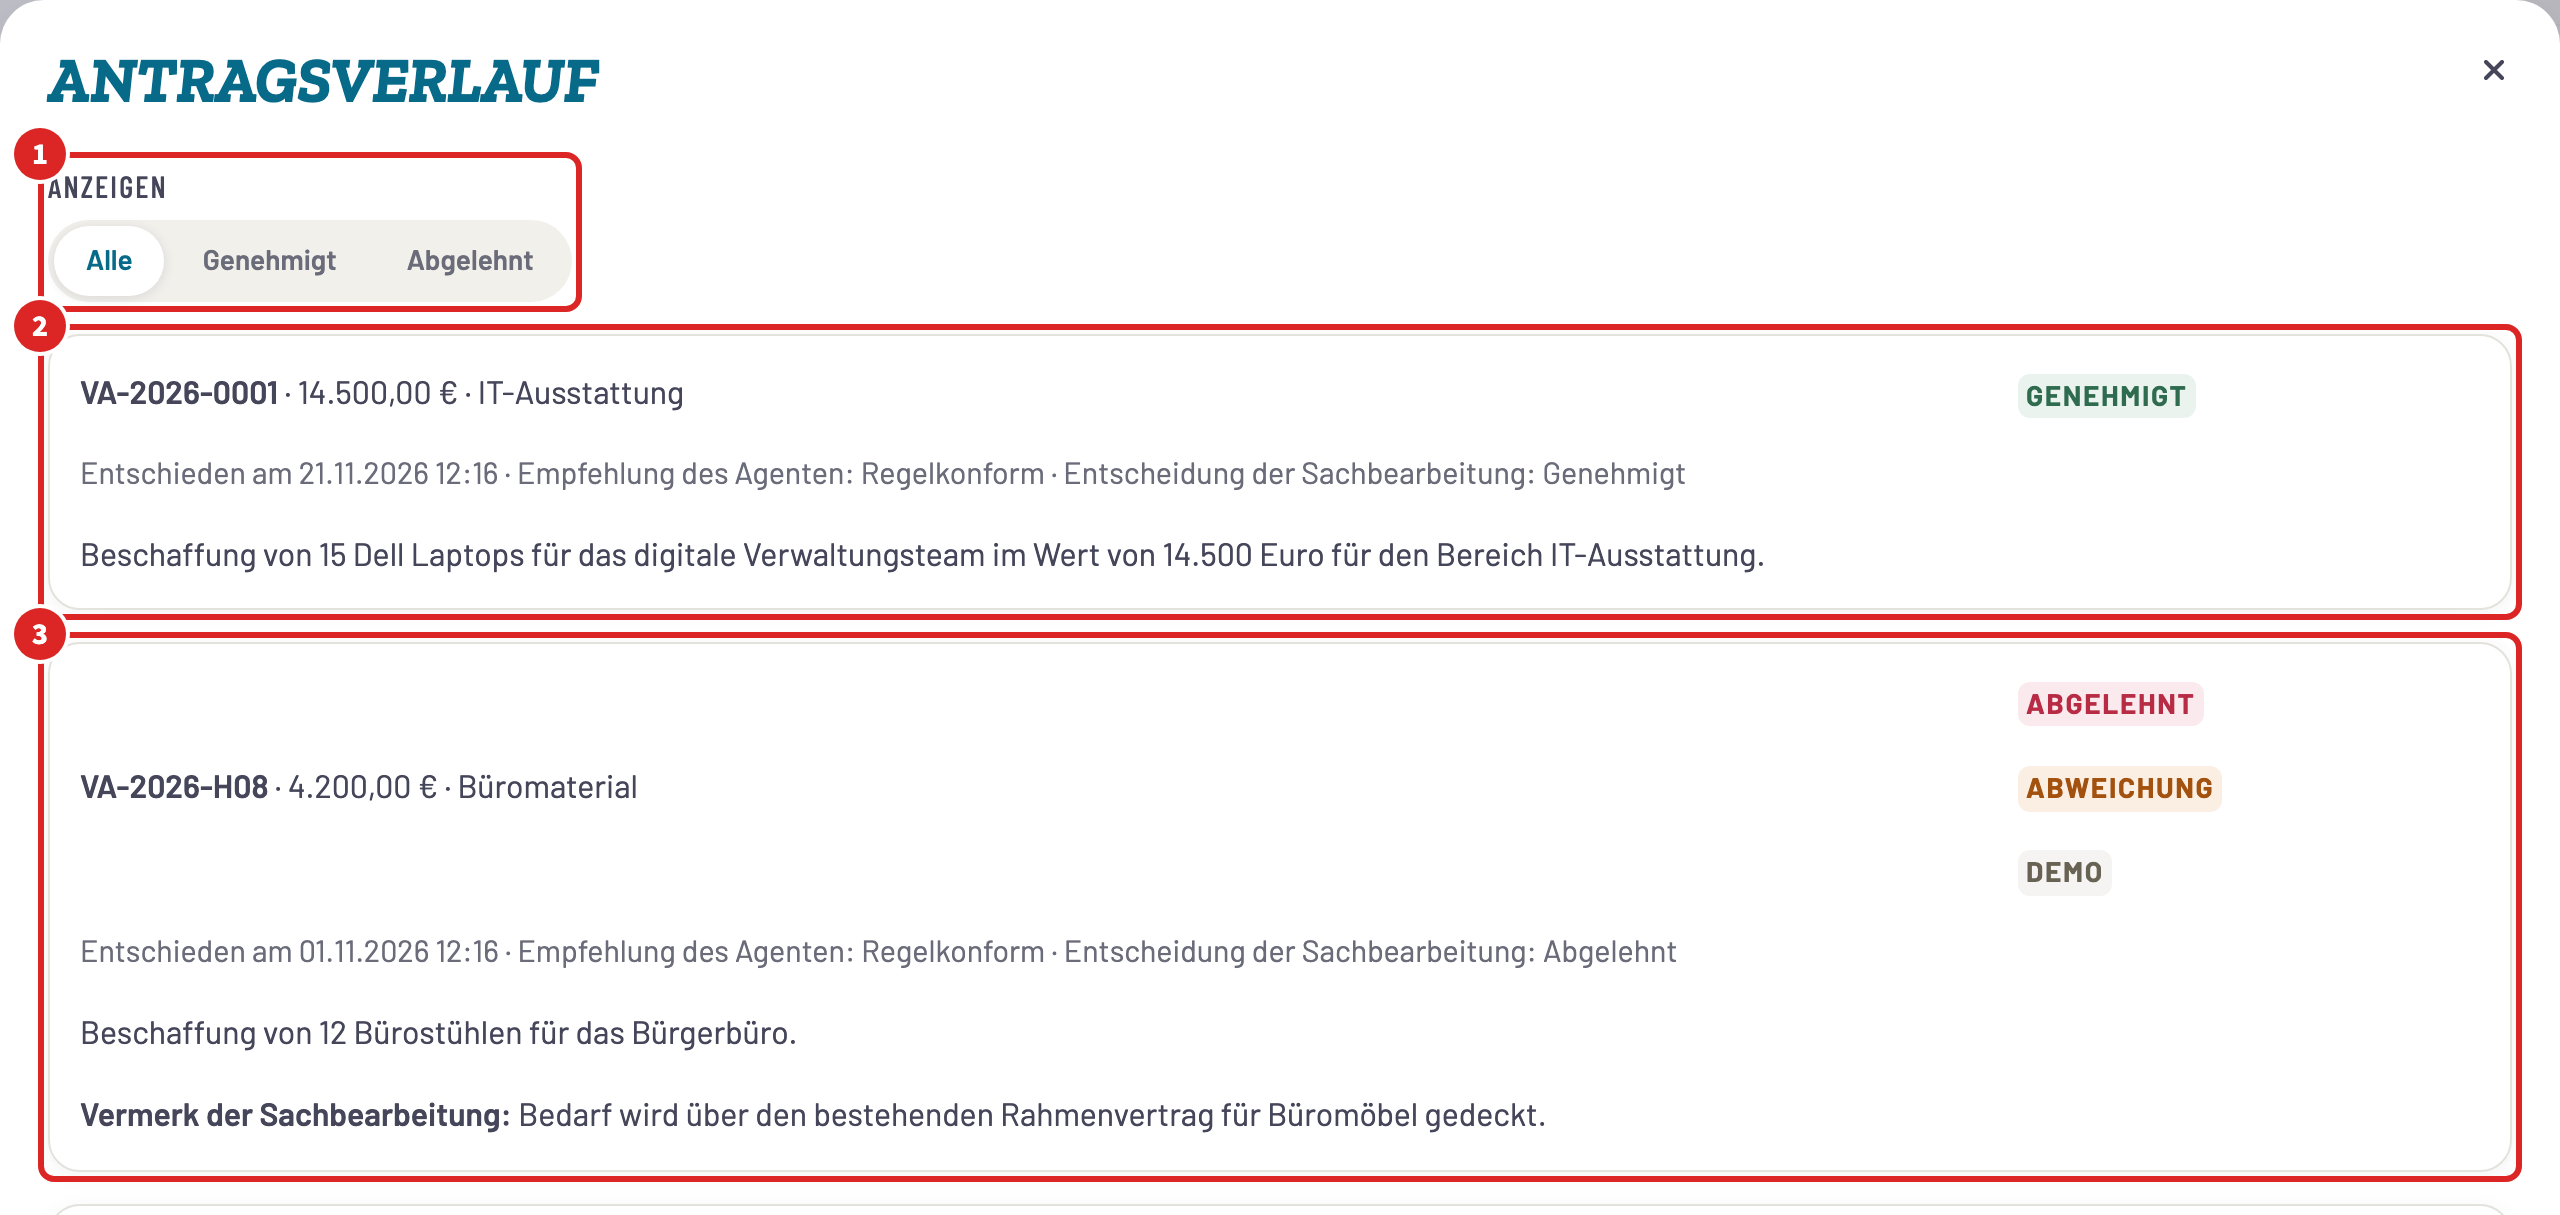 ANTRAGSVERLAUF
1
ANZEIGEN
Alle Genehmigt Abgelehnt
2
VA-2026-0001 · 14.500,00 € · IT-Ausstattung GENEHMIGT
Entschieden am 21.11.2026 12:16 · Empfehlung des Agenten: Regelkonform · Entscheidung der Sachbearbeitung: Genehmigt
Beschaffung von 15 Dell Laptops für das digitale Verwaltungsteam im Wert von 14.500 Euro für den Bereich IT-Ausstattung.
3
ABGELEHNT
VA-2026-H08 · 4.200,00 € · Büromaterial ABWEICHUNG
DEMO
Entschieden am 01.11.2026 12:16 · Empfehlung des Agenten: Regelkonform · Entscheidung der Sachbearbeitung: Abgelehnt
Beschaffung von 12 Bürostühlen für das Bürgerbüro.
Vermerk der Sachbearbeitung: Bedarf wird über den bestehenden Rahmenvertrag für Büromöbel gedeckt.